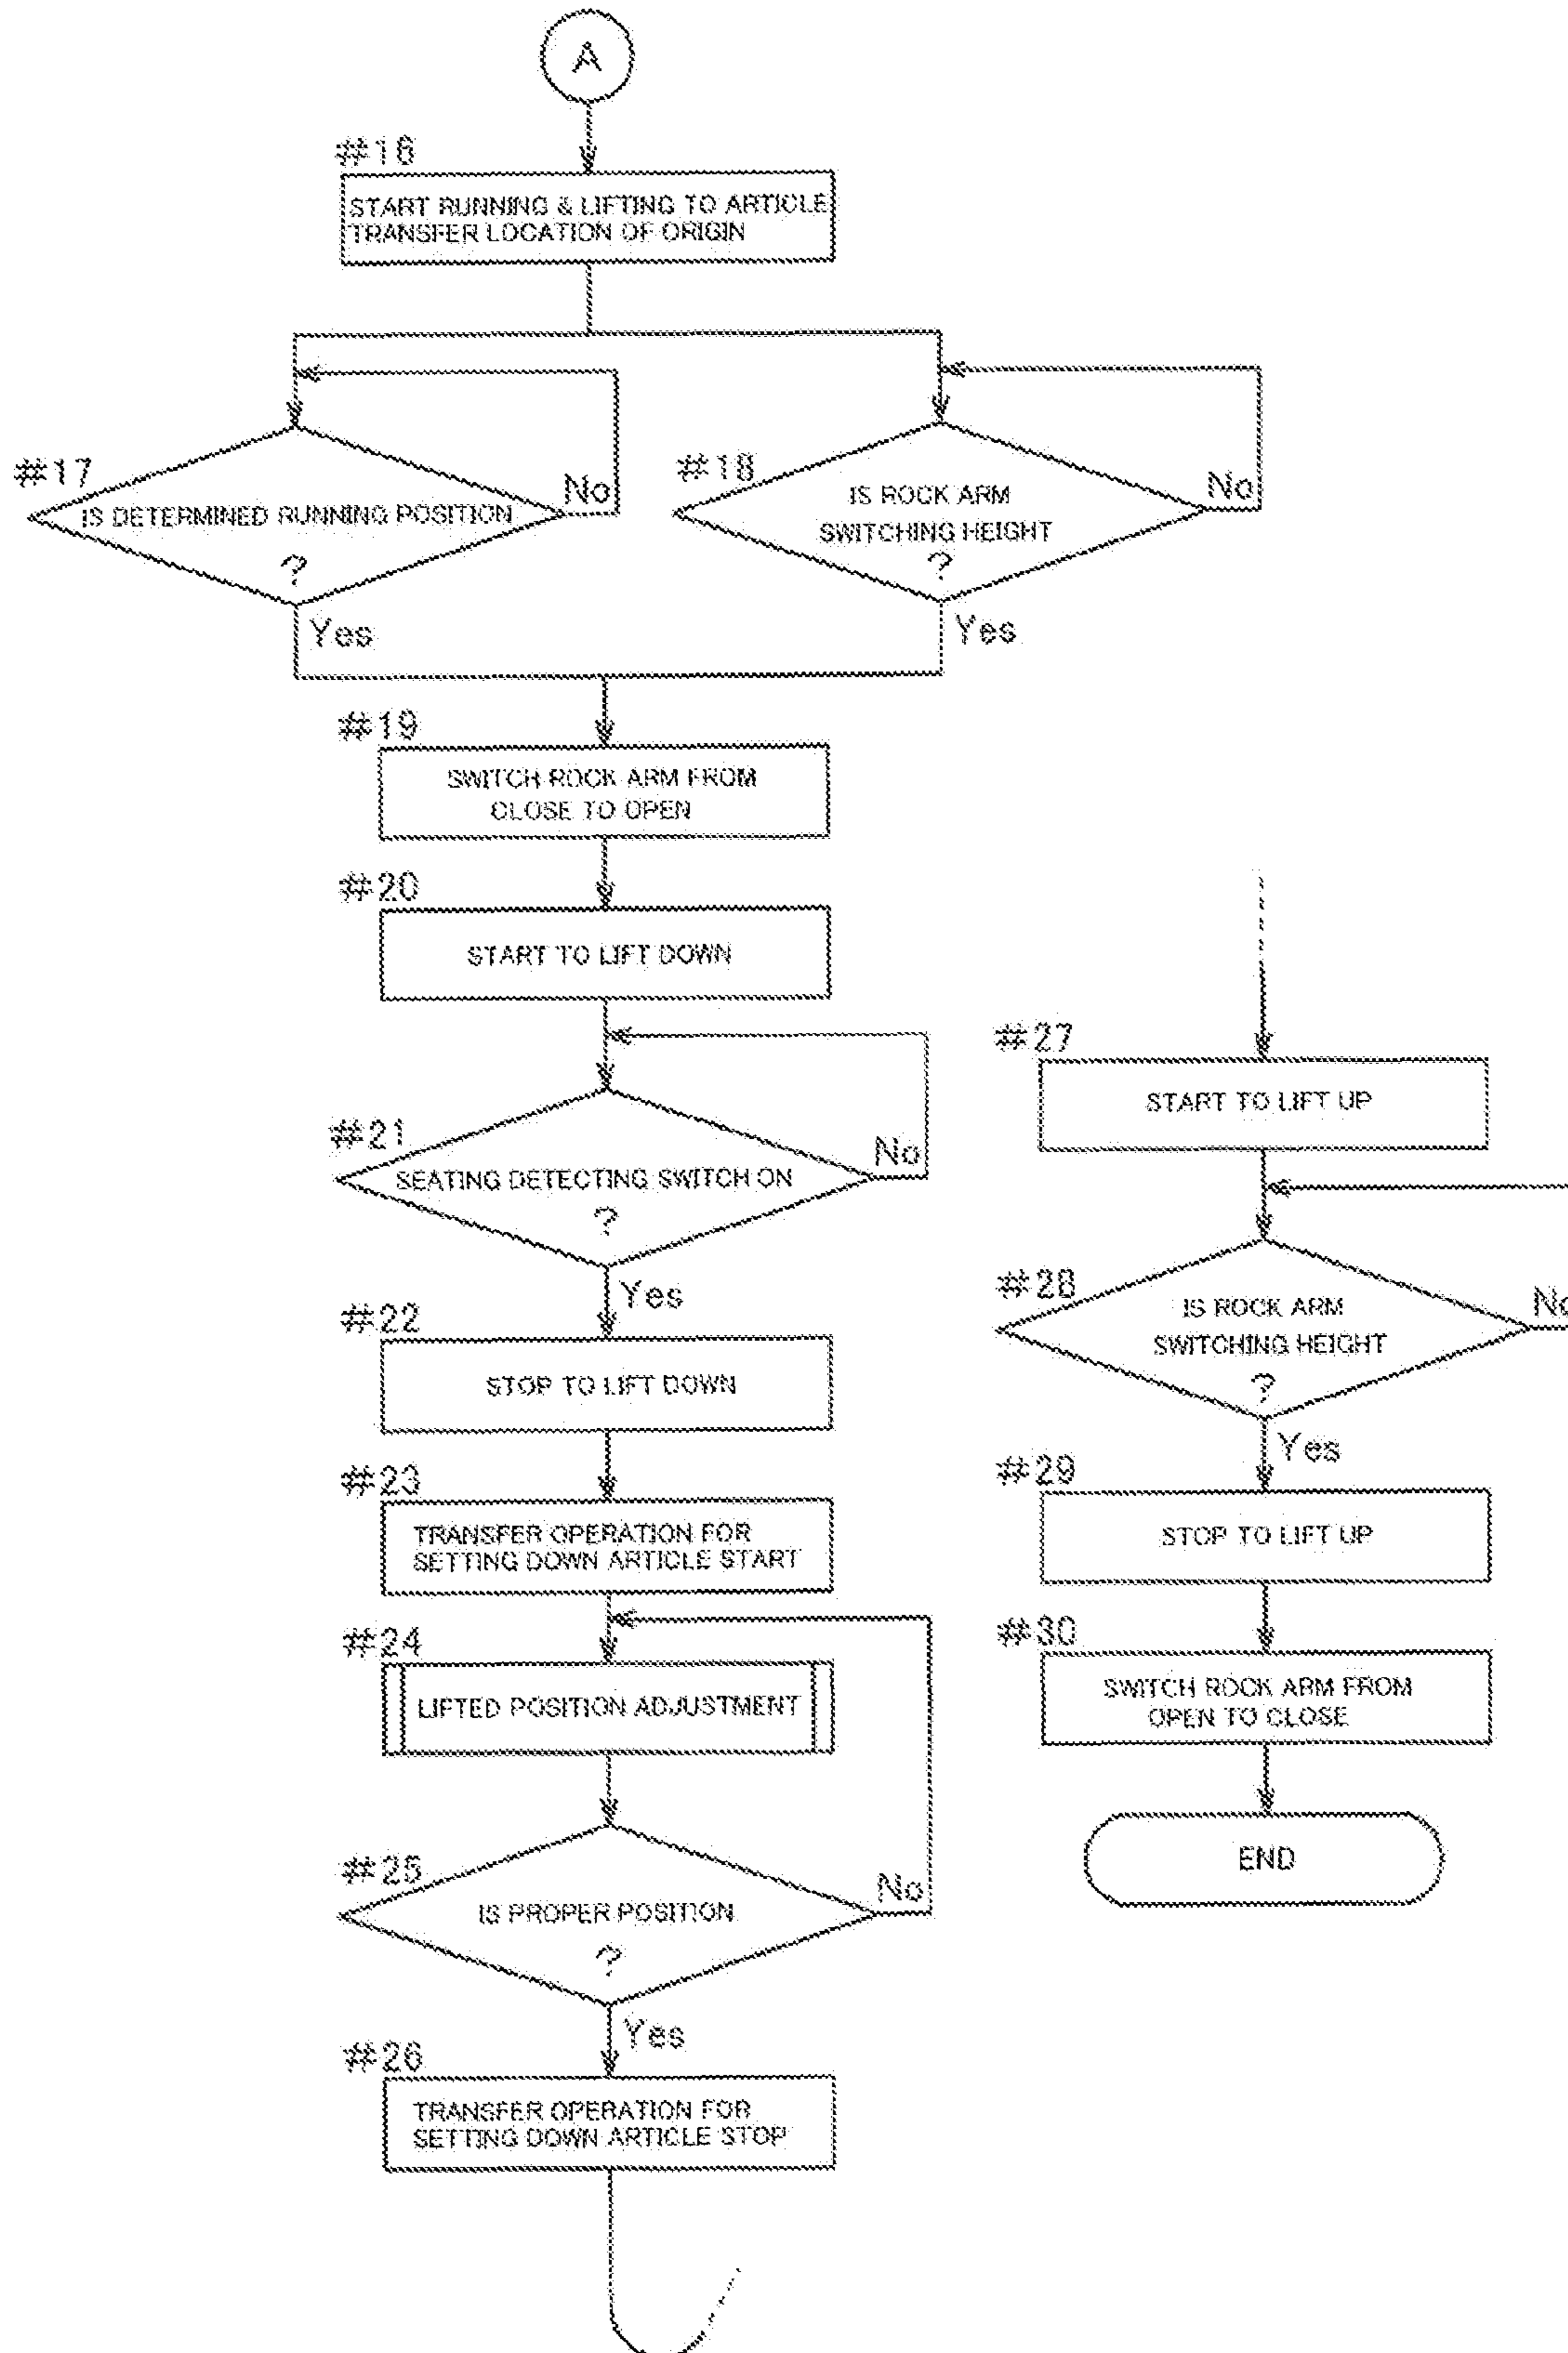 A
#16
START RUNNING & LIFTING TO ARTICLE
TRANSFER LOCATION OF ORIGIN
#17
IS DETERMINED RUNNING POSITION
?
No
Yes
#18
IS ROCK ARM
SWITCHING HEIGHT
?
No
Yes
#19
SWITCH ROCK ARM FROM
CLOSE TO OPEN
#20
START TO LIFT DOWN
#21
SEATING DETECTING SWITCH ON
?
No
Yes
#22
STOP TO LIFT DOWN
#23
TRANSFER OPERATION FOR
SETTING DOWN ARTICLE START
#24
LIFTED POSITION ADJUSTMENT
#25
IS PROPER POSITION
?
No
Yes
#26
TRANSFER OPERATION FOR
SETTING DOWN ARTICLE STOP
#27
START TO LIFT UP
#28
IS ROCK ARM
SWITCHING HEIGHT
?
No
Yes
#29
STOP TO LIFT UP
#30
SWITCH ROCK ARM FROM
OPEN TO CLOSE
END